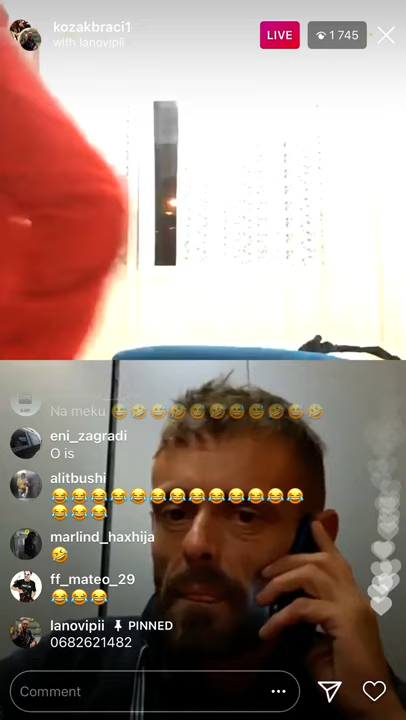 kozakbraci1
with lanovipii
LIVE
1 745
Na meku 😅🤣😅🤣😅🤣😅😅🤣😅🤣
eni_zagradi
O is
alitbushi
😂😂😂😂😂😂😂😂😂😂😂😂😂
😂😂😂
marlind_haxhija
🤣
ff_mateo_29
😂😂😂
lanovipii PINNED
0682621482
Comment